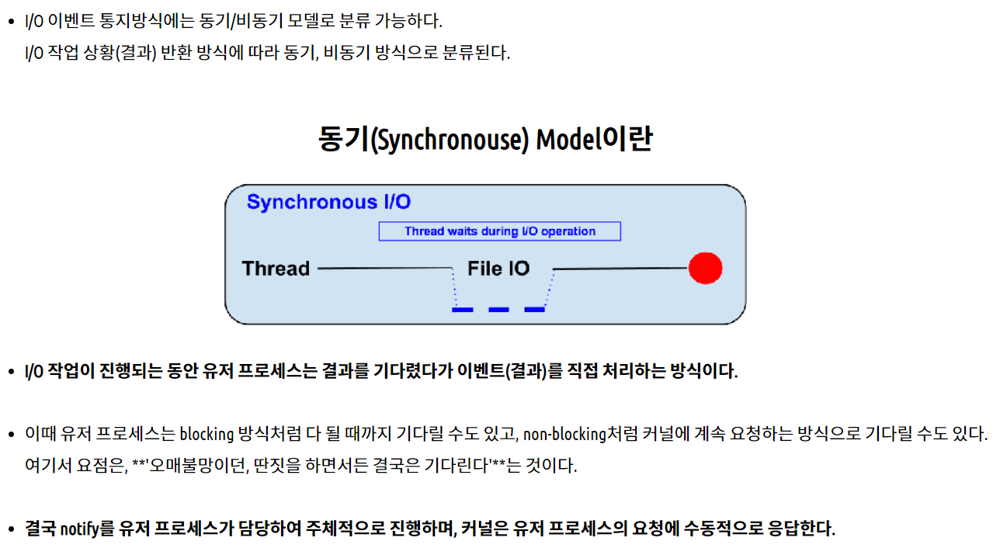 I/O 이벤트 통지방식에는 동기/비동기 모델로 분류 가능하다.
I/O 작업 상황(결과) 반환 방식에 따라 동기, 비동기 방식으로 분류된다.
동기(Synchronouse) Model이란
Synchronous I/O
Thread waits during I/O operation
Thread
File IO
I/O 작업이 진행되는 동안 유저 프로세스는 결과를 기다렸다가 이벤트(결과)를 직접 처리하는 방식이다.
이때 유저 프로세스는 blocking 방식처럼 다 될 때까지 기다릴 수도 있고, non-blocking처럼 커널에 계속 요청하는 방식으로 기다릴 수도 있다.
여기서 요점은, **'오매불망이던, 딴짓을 하면서든 결국은 기다린다'**는 것이다.
결국 notify를 유저 프로세스가 담당하여 주체적으로 진행하며, 커널은 유저 프로세스의 요청에 수동적으로 응답한다.